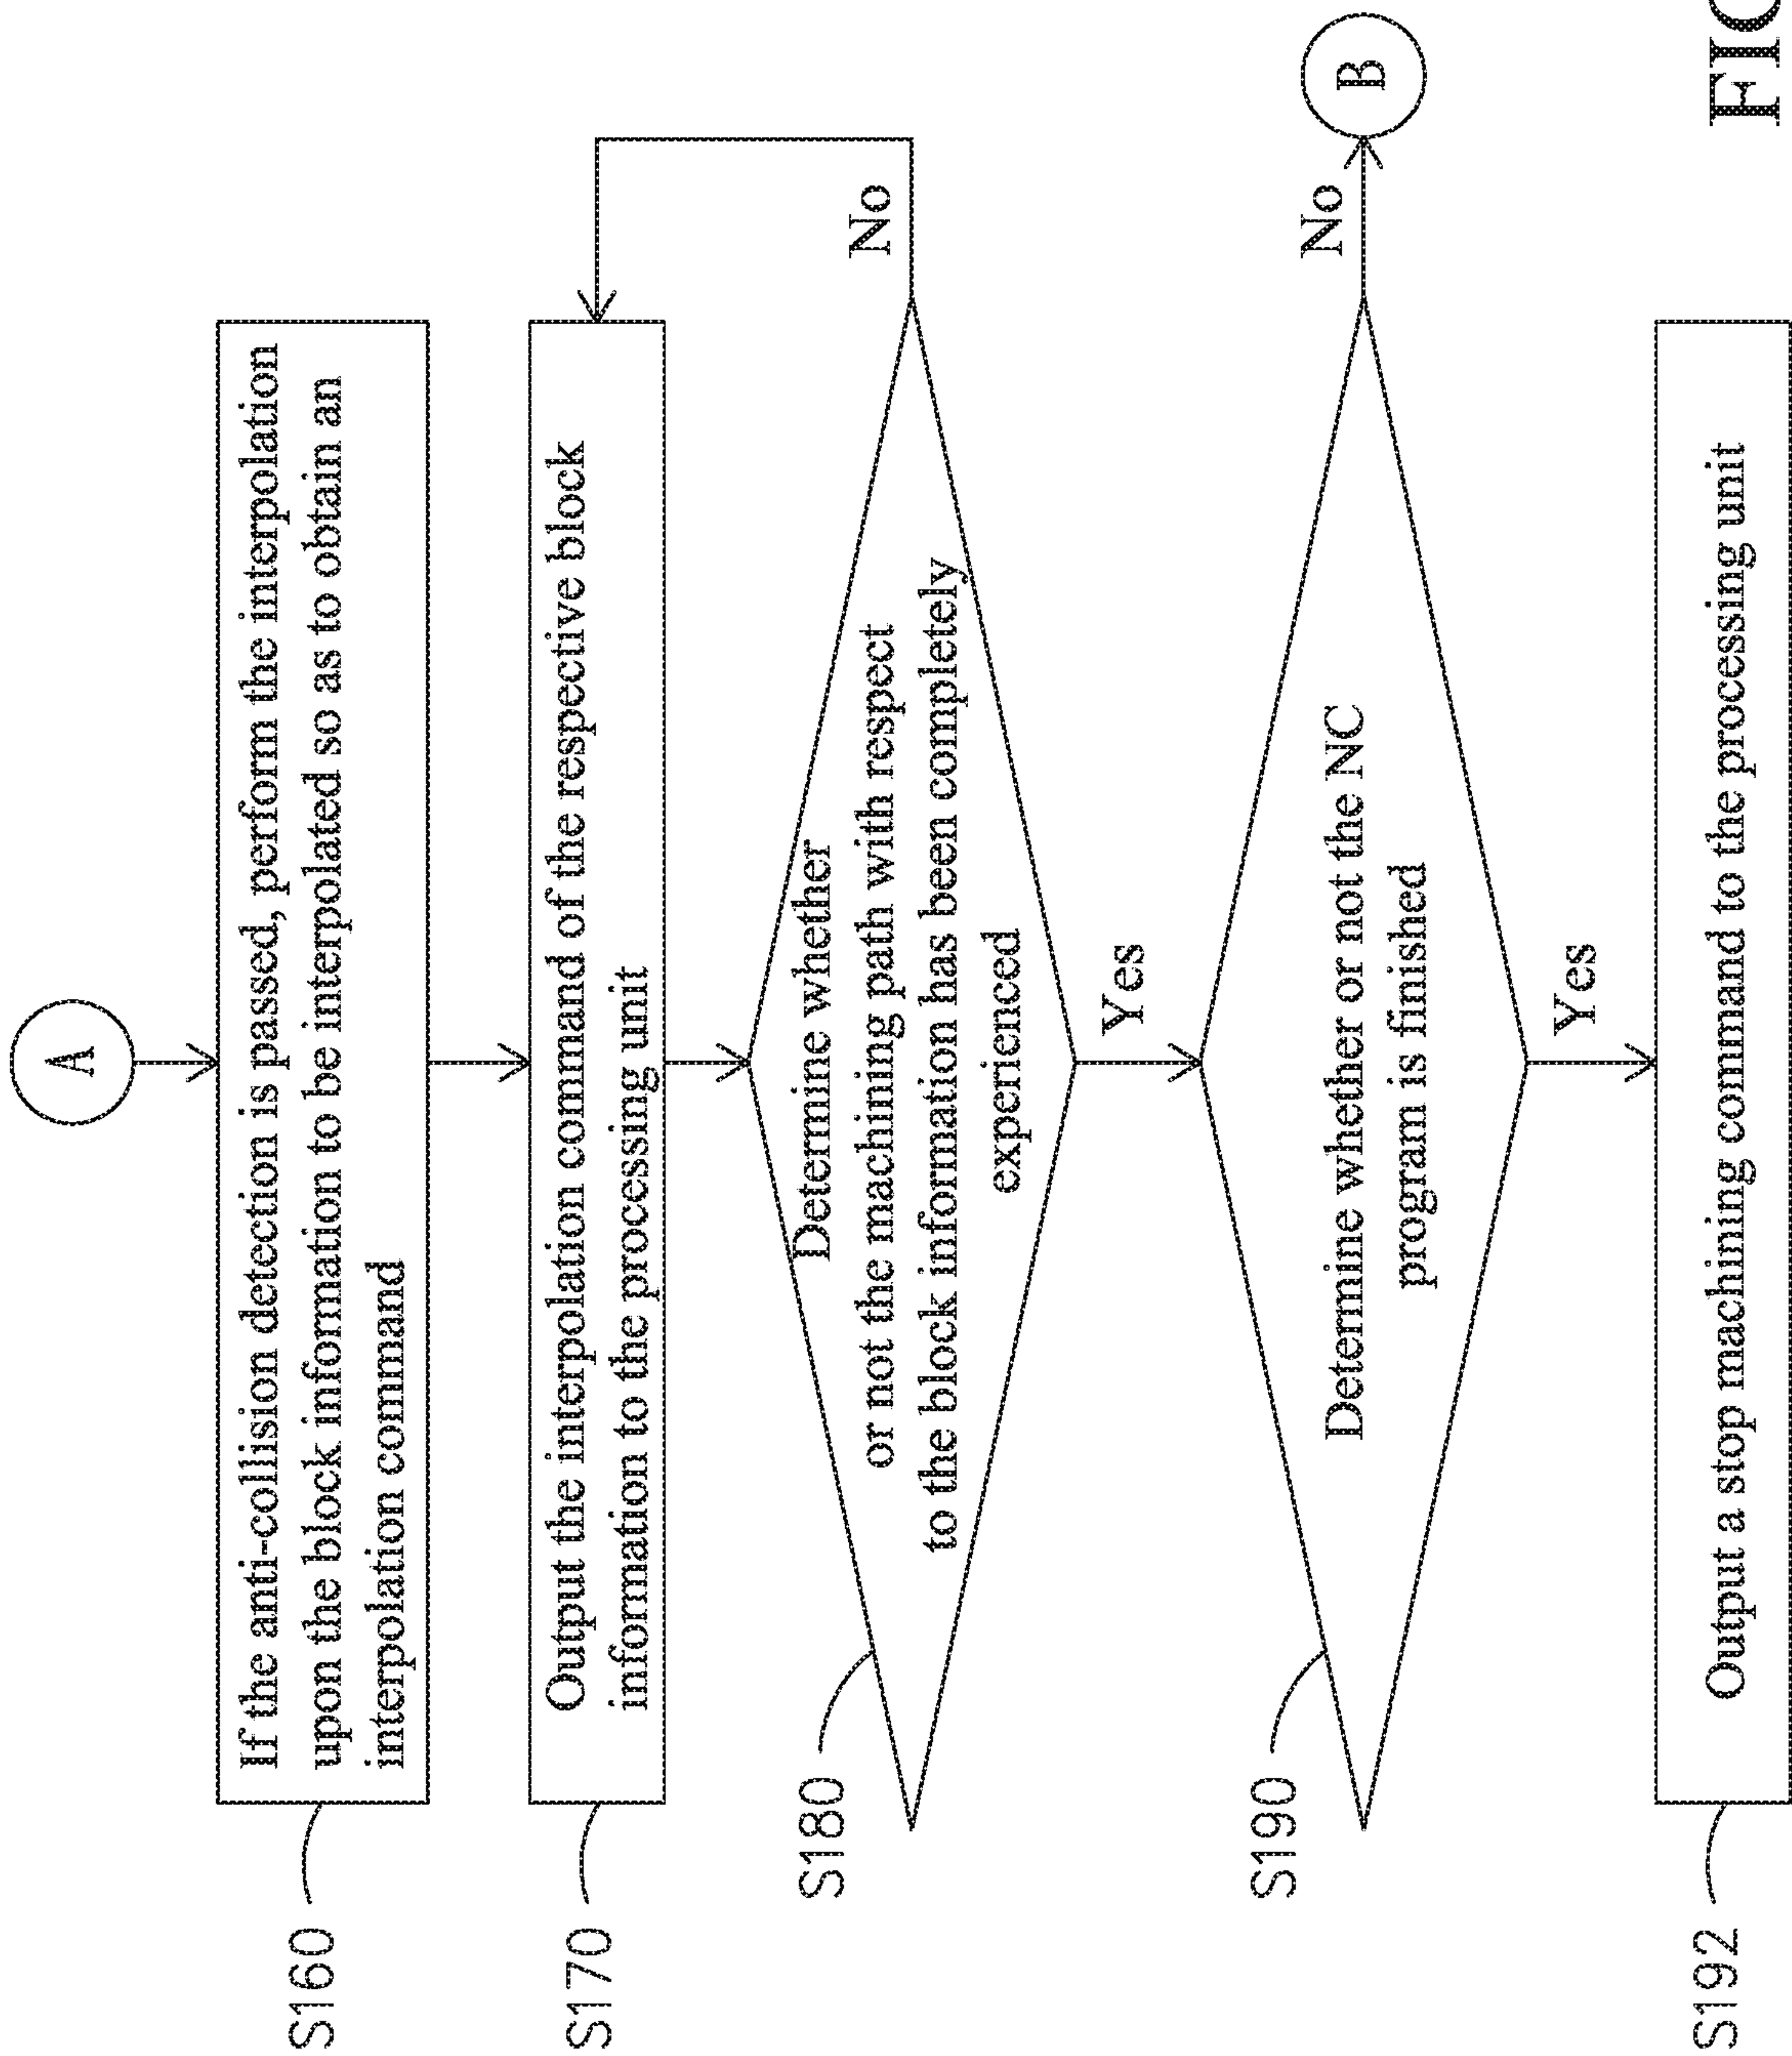 A
S160
If the anti-collision detection is passed, perform the interpolation
upon the block information to be interpolated so as to obtain an
interpolation command
S170
Output the interpolation command of the respective block
information to the processing unit
S180
Determine whether
or not the machining path with respect
to the block information has been completely
experienced
No
Yes
S190
Determine whether or not the NC
program is finished
No
B
Yes
S192
Output a stop machining command to the processing unit